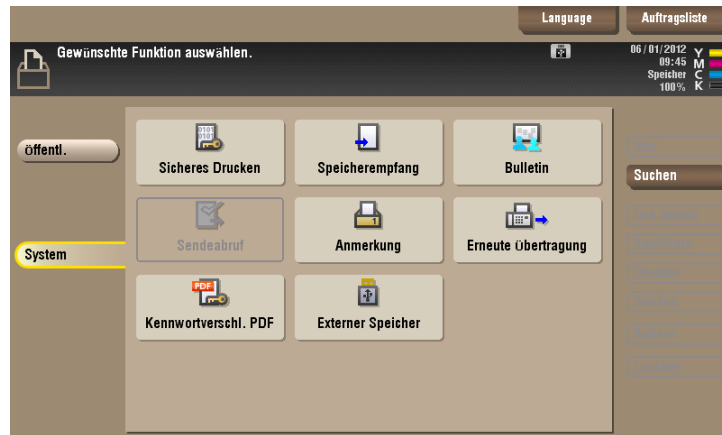 Language
Auftragsliste
Gewünschte Funktion auswählen.
06/01/2012
09:45
Speicher
100%
Y
M
C
K
öffentl.
System
Sicheres Drucken
Speicherempfang
Bulletin
Sendeabruf
Anmerkung
Erneute Übertragung
Kennwortverschl. PDF
Externer Speicher
Suchen